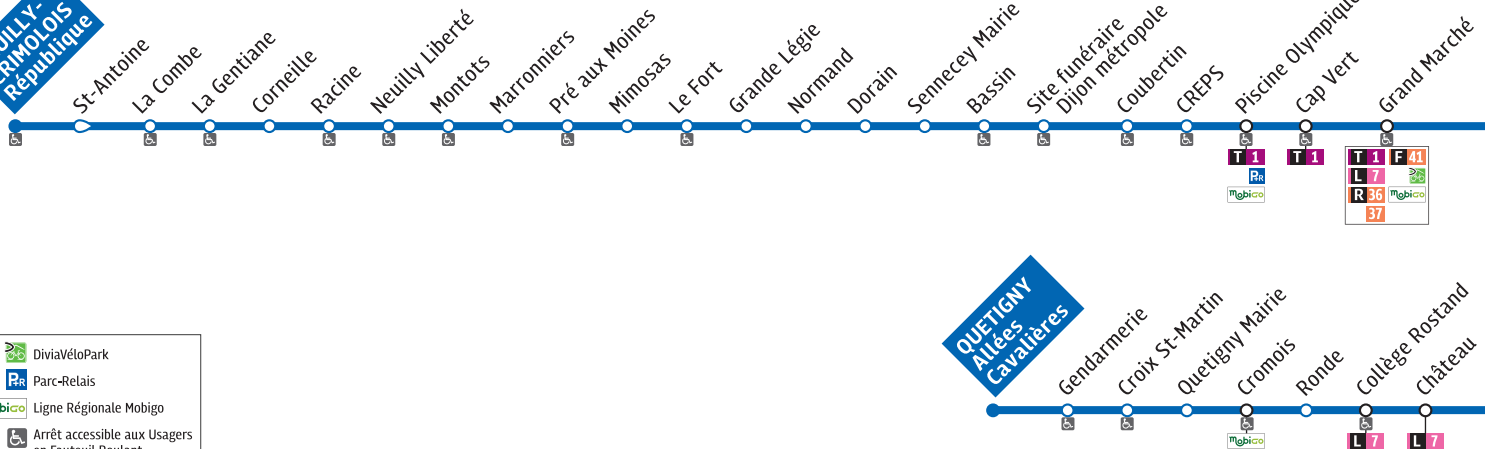 République
St-Antoine
La Combe
La Gentiane
Corneille
Racine
Neuilly Liberté
Montots
Marronniers
Pré aux Moines
Mimosas
Le Fort
Grande Légie
Normand
Dorain
Sennecey Mairie
Bassin
Site funéraire
Dijon métropole
Coubertin
CREPS
Piscine Olympique
Cap Vert
Grand Marché
T 1
P+R
mobigo
T 1
T 1 F 41
L 7
R 36 mobigo
37
QUETIGNY
Allées
Cavalières
Gendarmerie
Croix St-Martin
Quetigny Mairie
Cromois
Ronde
Collège Rostand
Château
mobigo
L 7
L 7
DiviaVéloPark
P+R Parc-Relais
Ligne Régionale Mobigo
Arrêt accessible aux Usagers